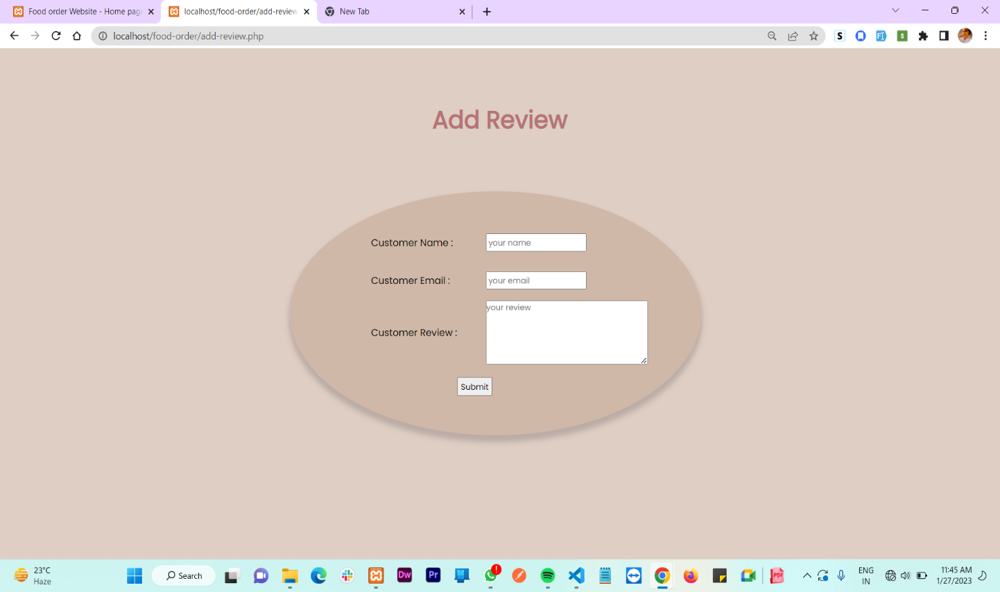 Food order Website - Home page
localhost/food-order/add-review
New Tab
localhost/food-order/add-review.php
Add Review
Customer Name :
your name
Customer Email :
your email
your review
Customer Review :
Submit
23°C
Haze
Search
Dw
Pr
PDF
ENG
IN
11:45 AM
1/27/2023